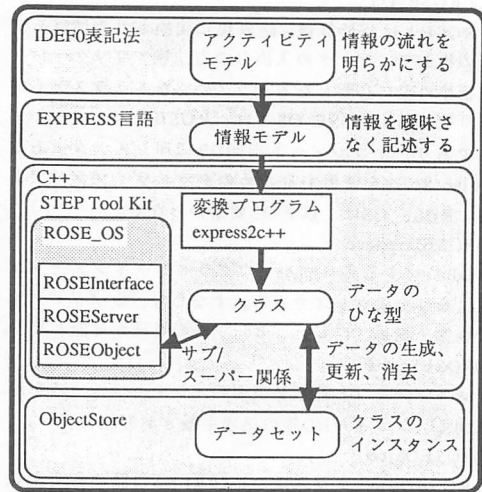 IDEF0表記法
アクティビティ
モデル
情報の流れを
明らかにする
EXPRESS言語
情報モデル
情報を曖昧さ
なく記述する
C++
STEP Tool Kit
ROSE_OS
ROSEInterface
ROSEServer
ROSEObject
変換プログラム
express2c++
クラス
データの
ひな型
サブ/
スーパー関係
データの生成、
更新、消去
ObjectStore
データセット
クラスの
インスタンス